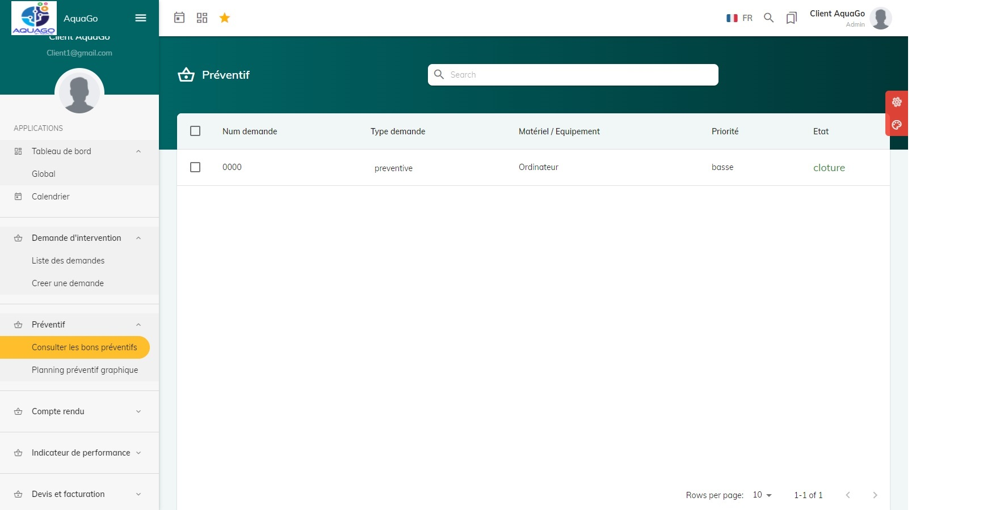 AQUAGO
AquaGo
FR
Client AquaGo
Admin
Client AquaGo
Client1@gmail.com
Préventif
Search
APPLICATIONS
Tableau de bord
Global
Calendrier
Demande d'intervention
Liste des demandes
Creer une demande
Préventif
Consulter les bons préventifs
Planning préventif graphique
Compte rendu
Indicateur de performance
Devis et facturation
Num demande Type demande Matériel / Equipement Priorité Etat
0000 preventive Ordinateur basse cloture
Rows per page: 10 1-1 of 1